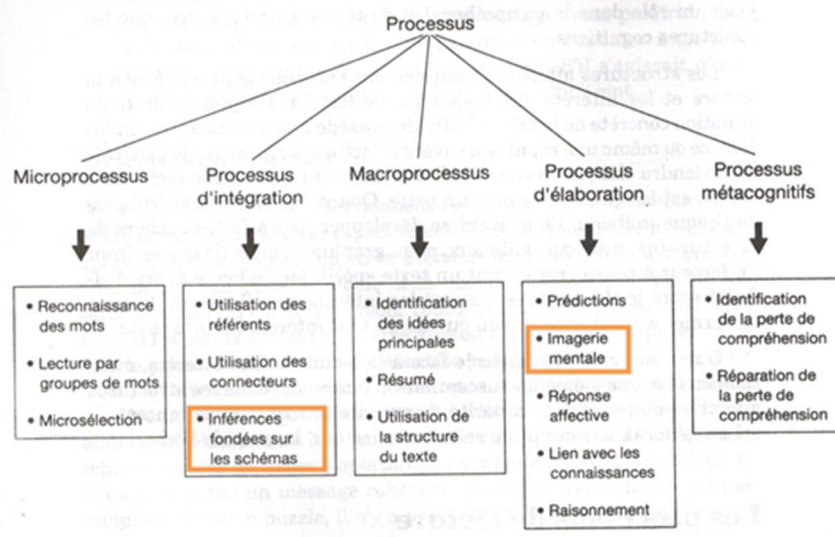 Processus
Microprocessus
Processus
d'intégration
Macroprocessus
Processus
d'élaboration
Processus
métacognitifs
• Reconnaissance
des mots
• Lecture par
groupes de mots
• Microsélection
• Utilisation des
référents
• Utilisation des
connecteurs
• Inférences
fondées sur
les schémas
• Identification
des idées
principales
• Résumé
• Utilisation de
la structure
du texte
• Prédictions
• Imagerie
mentale
• Réponse
affective
• Lien avec les
connaissances
• Raisonnement
• Identification
de la perte de
compréhension
• Réparation de
la perte de
compréhension